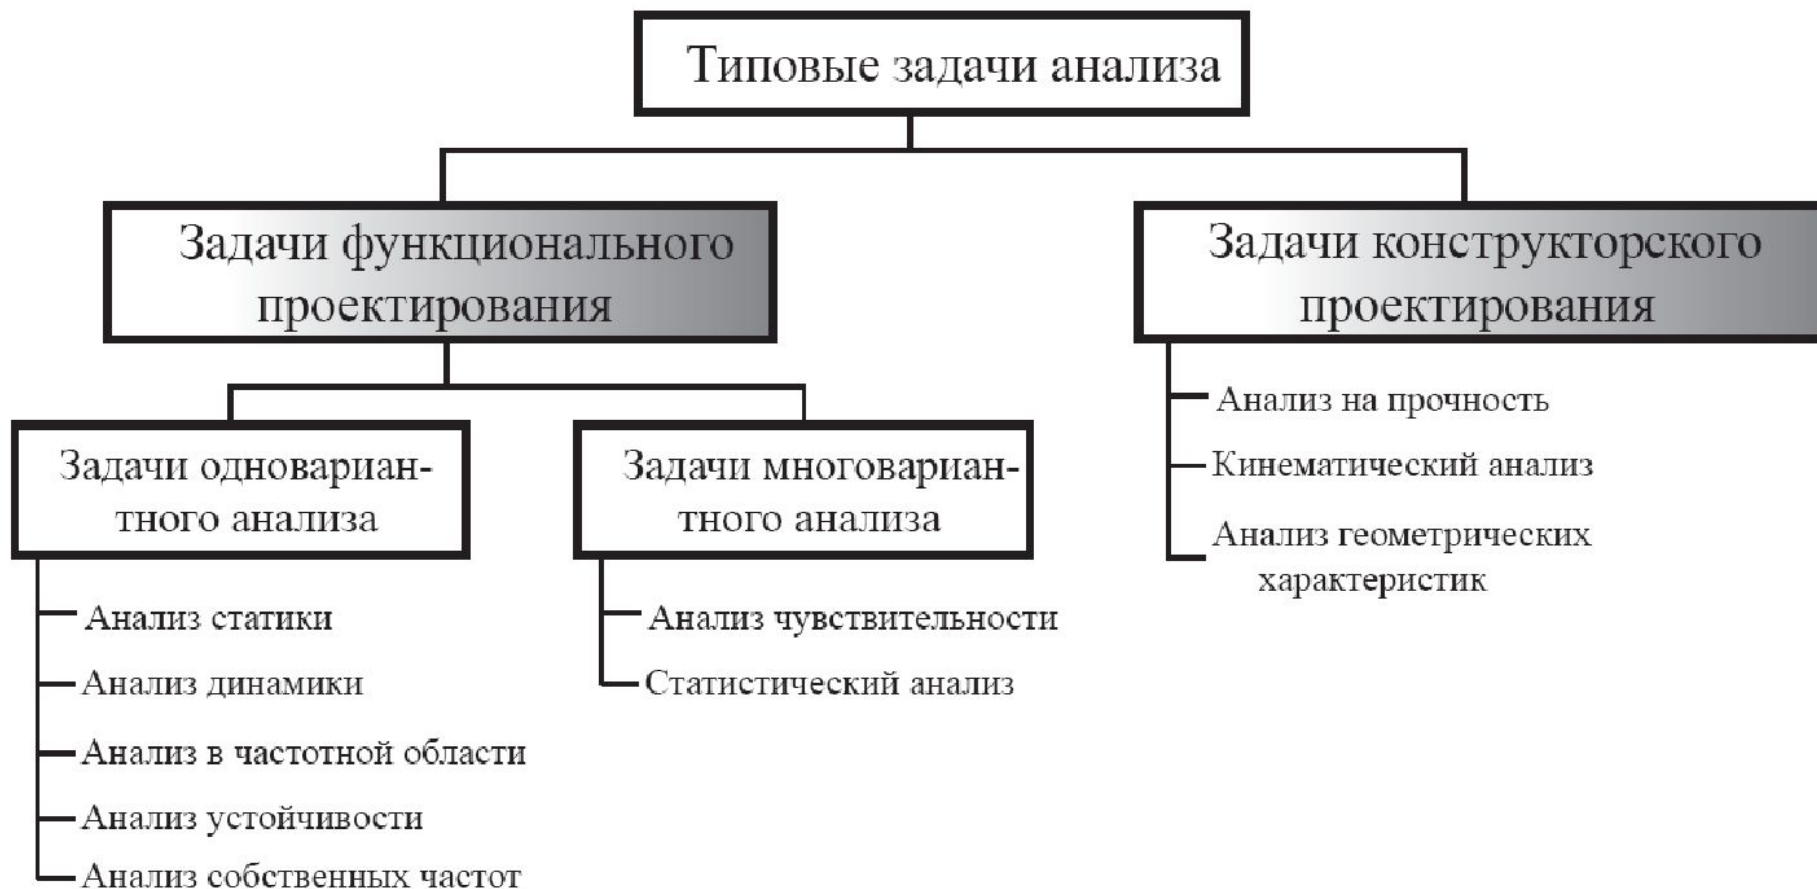 Типовые задачи анализа
Задачи функционального
проектирования
Задачи конструкторского
проектирования
Задачи одновариан-
тного анализа
Анализ статики
Анализ динамики
Анализ в частотной области
Анализ устойчивости
Анализ собственных частот
Задачи многовариан-
тного анализа
Анализ чувствительности
Статистический анализ
Анализ на прочность
Кинематический анализ
Анализ геометрических
характеристик